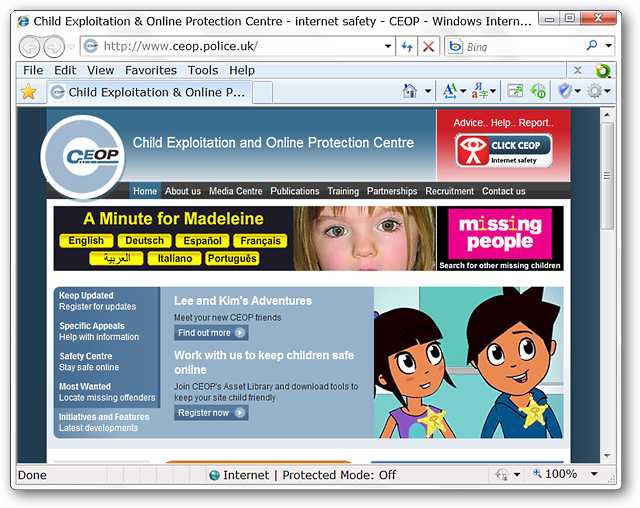 Child Exploitation & Online Protection Centre - internet safety - CEOP - Windows Intern...
http://www.ceop.police.uk/
Bing
File Edit View Favorites Tools Help
Child Exploitation & Online P...
Advice.. Help.. Report..
CEOP
Child Exploitation and Online Protection Centre
CLICK CEOP
Internet safety
Home About us Media Centre Publications Training Partnerships Recruitment Contact us
A Minute for Madeleine
English Deutsch Español Français
العربية Italiano Português
missing
people
Search for other missing children
Keep Updated
Register for updates
Specific Appeals
Help with information
Safety Centre
Stay safe online
Most Wanted
Locate missing offenders
Initiatives and Features
Latest developments
Lee and Kim's Adventures
Meet your new CEOP friends
Find out more
Work with us to keep children safe
online
Join CEOP's Asset Library and download tools to
keep your site child friendly
Register now
Done
Internet | Protected Mode: Off
100%